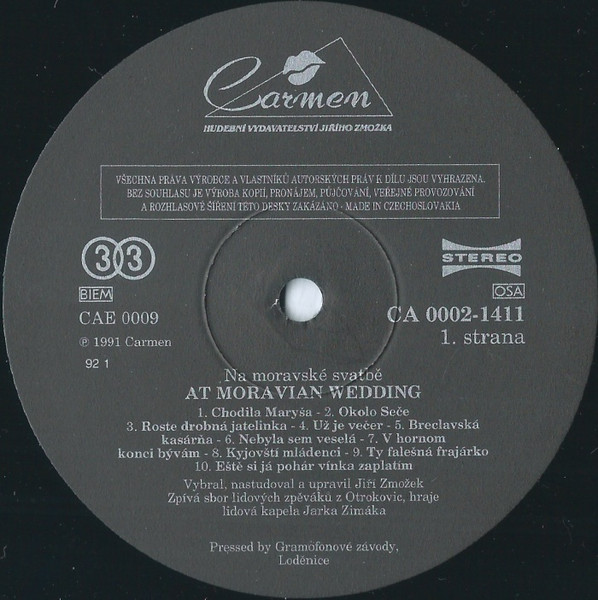 Carmen
HUDEBNÍ VYDAVATELSTVÍ JIŘÍHO ZMOŽKA
VŠECHNA PRÁVA VÝROBCE A VLASTNÍKŮ AUTORSKÝCH PRÁV K DÍLU JSOU VYHRAZENA.
BEZ SOUHLASU JE VÝROBA KOPIÍ, PRONÁJEM, PŮJČOVÁNÍ, VEŘEJNÉ PROVOZOVÁNÍ
A ROZHLASOVÉ ŠÍŘENÍ TÉTO DESKY ZAKÁZÁNO - MADE IN CZECHOSLOVAKIA
33
STEREO
BIEM
OSA
CAE 0009
CA 0002-1411
℗ 1991 Carmen
1. strana
92 1
Na moravské svatbě
AT MORAVIAN WEDDING
1. Chodila Maryša - 2. Okolo Seče
3. Roste drobná jatelinka - 4. Už je večer - 5. Breclavská
kasárňa - 6. Nebyla sem veselá - 7. V hornom
konci bývám - 8. Kyjovští mládenci - 9. Ty falešná frajárko
10. Eště si já pohár vínka zaplatím
Vybral, nastudoval a upravil Jiří Zmožek
Zpívá sbor lidových zpěváků z Otrokovic, hraje
lidová kapela Jarka Zimáka
Pressed by Gramofonové závody,
Loděnice